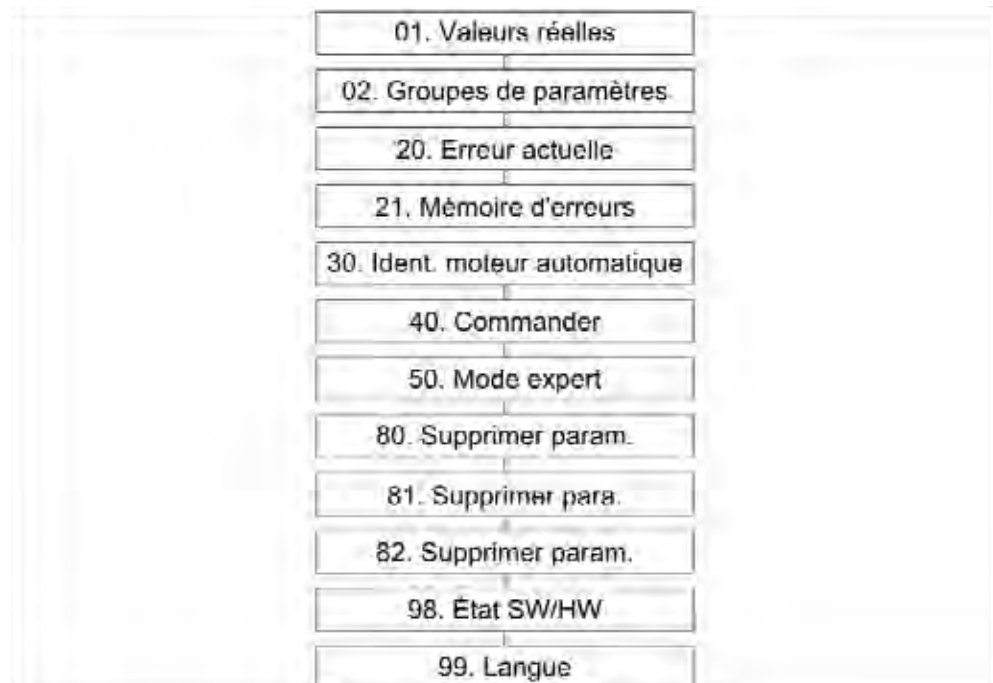 01. Valeurs réelles
02. Groupes de paramètres
20. Erreur actuelle
21. Mémoire d'erreurs
30. Ident. moteur automatique
40. Commander
50. Mode expert
80. Supprimer param.
81. Supprimer para.
82. Supprimer param.
98. État SW/HW
99. Langue